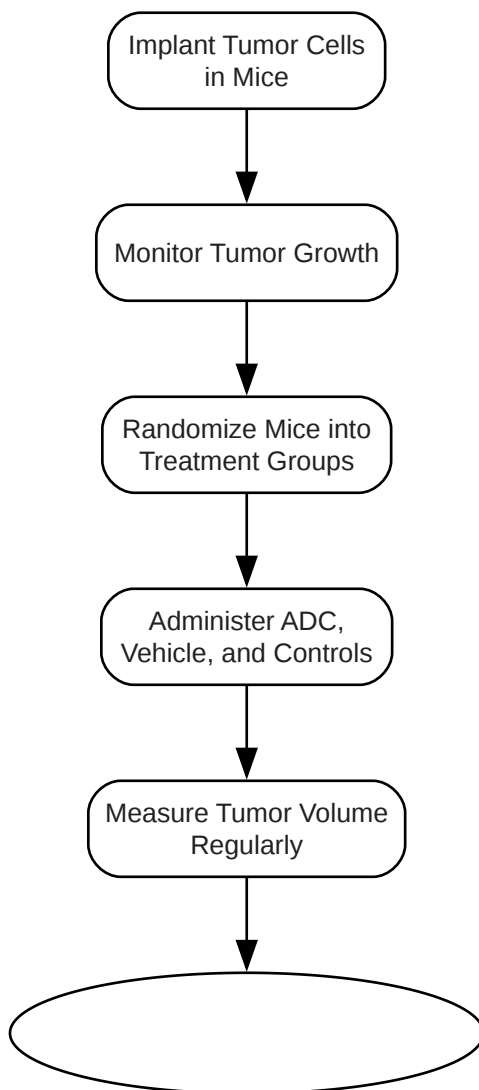 Implant Tumor Cells
in Mice
Monitor Tumor Growth
Randomize Mice into
Treatment Groups
Administer ADC,
Vehicle, and Controls
Measure Tumor Volume
Regularly